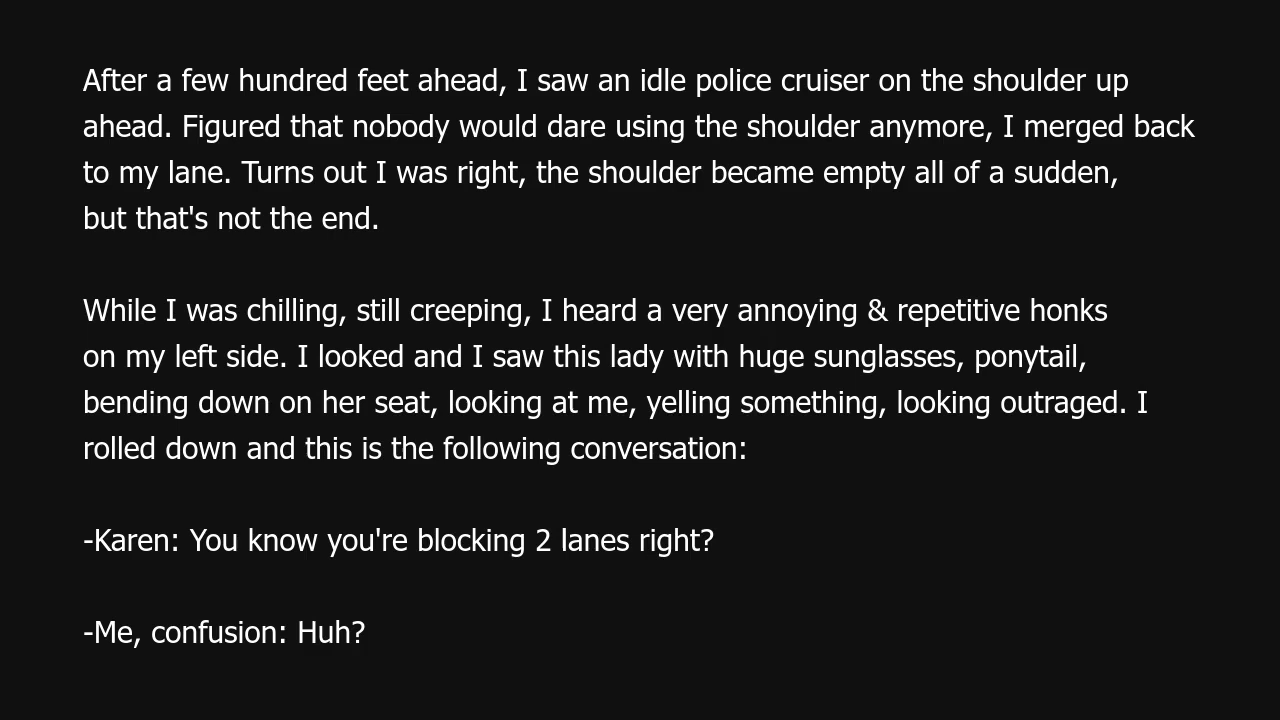 After a few hundred feet ahead, I saw an idle police cruiser on the shoulder up
ahead. Figured that nobody would dare using the shoulder anymore, I merged back
to my lane. Turns out I was right, the shoulder became empty all of a sudden,
but that's not the end.
While I was chilling, still creeping, I heard a very annoying & repetitive honks
on my left side. I looked and I saw this lady with huge sunglasses, ponytail,
bending down on her seat, looking at me, yelling something, looking outraged. I
rolled down and this is the following conversation:
-Karen: You know you're blocking 2 lanes right?
-Me, confusion: Huh?